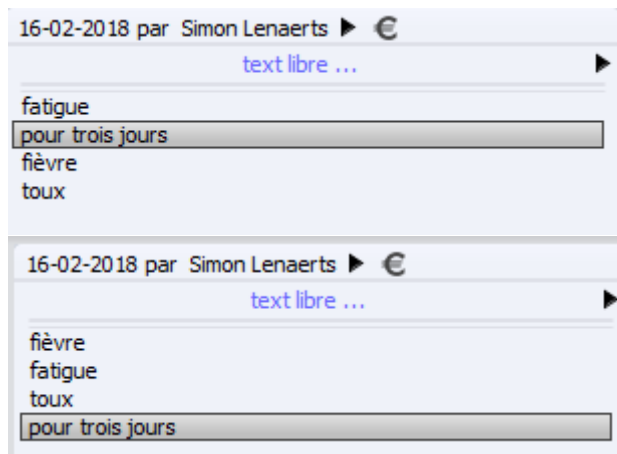 16-02-2018 par Simon Lenaerts ▶ €
text libre ...
fatigue
pour trois jours
fièvre
toux
16-02-2018 par Simon Lenaerts ▶ €
text libre ...
fièvre
fatigue
toux
pour trois jours